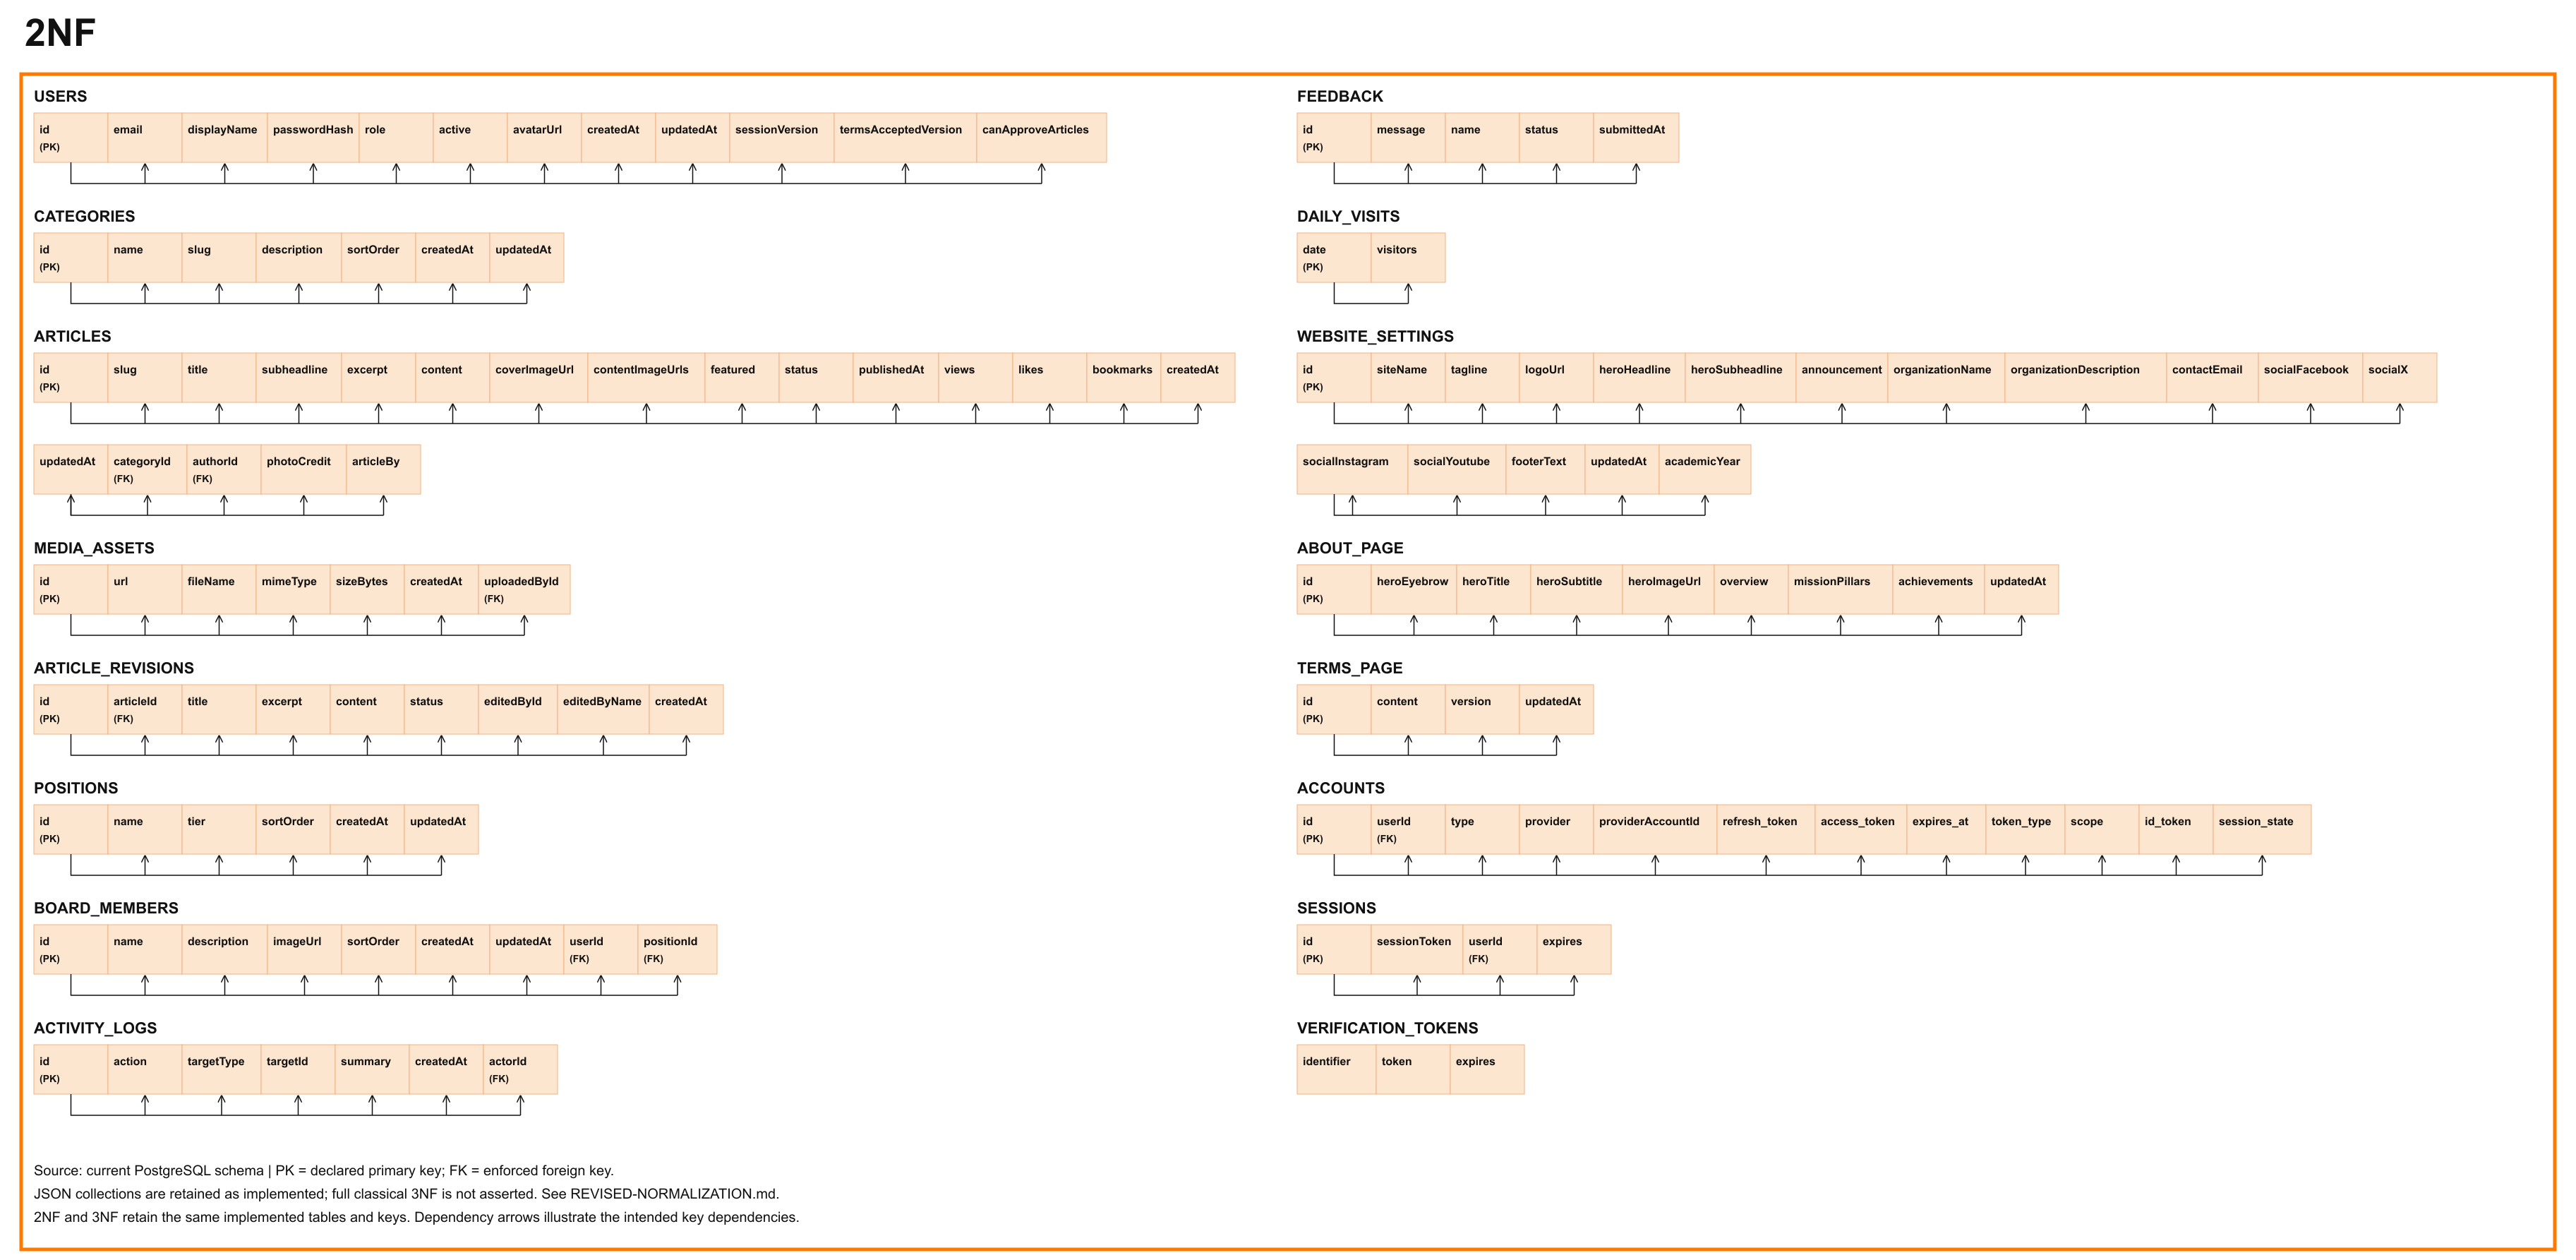 2NF
USERS
id email displayName passwordHash role active avatarUrl createdAt updatedAt sessionVersion termsAcceptedVersion canApproveArticles
(PK)
CATEGORIES
id name slug description sortOrder createdAt updatedAt
(PK)
ARTICLES
id slug title subheadline excerpt content coverImageUrl contentImageUrls featured status publishedAt views likes bookmarks createdAt
(PK)
updatedAt categoryId authorId photoCredit articleBy
(FK) (FK)
MEDIA_ASSETS
id url fileName mimeType sizeBytes createdAt uploadedById
(PK) (FK)
ARTICLE_REVISIONS
id articleId title excerpt content status editedById editedByName createdAt
(PK) (FK)
POSITIONS
id name tier sortOrder createdAt updatedAt
(PK)
BOARD_MEMBERS
id name description imageUrl sortOrder createdAt updatedAt userId positionId
(PK) (FK) (FK)
ACTIVITY_LOGS
id action targetType targetId summary createdAt actorId
(PK) (FK)
FEEDBACK
id message name status submittedAt
(PK)
DAILY_VISITS
date visitors
(PK)
WEBSITE_SETTINGS
id siteName tagline logoUrl heroHeadline heroSubheadline announcement organizationName organizationDescription contactEmail socialFacebook socialX
(PK)
socialInstagram socialYoutube footerText updatedAt academicYear
ABOUT_PAGE
id heroEyebrow heroTitle heroSubtitle heroImageUrl overview missionPillars achievements updatedAt
(PK)
TERMS_PAGE
id content version updatedAt
(PK)
ACCOUNTS
id userId type provider providerAccountId refresh_token access_token expires_at token_type scope id_token session_state
(PK) (FK)
SESSIONS
id sessionToken userId expires
(PK) (FK)
VERIFICATION_TOKENS
identifier token expires
Source: current PostgreSQL schema | PK = declared primary key; FK = enforced foreign key.
JSON collections are retained as implemented; full classical 3NF is not asserted. See REVISED-NORMALIZATION.md.
2NF and 3NF retain the same implemented tables and keys. Dependency arrows illustrate the intended key dependencies.